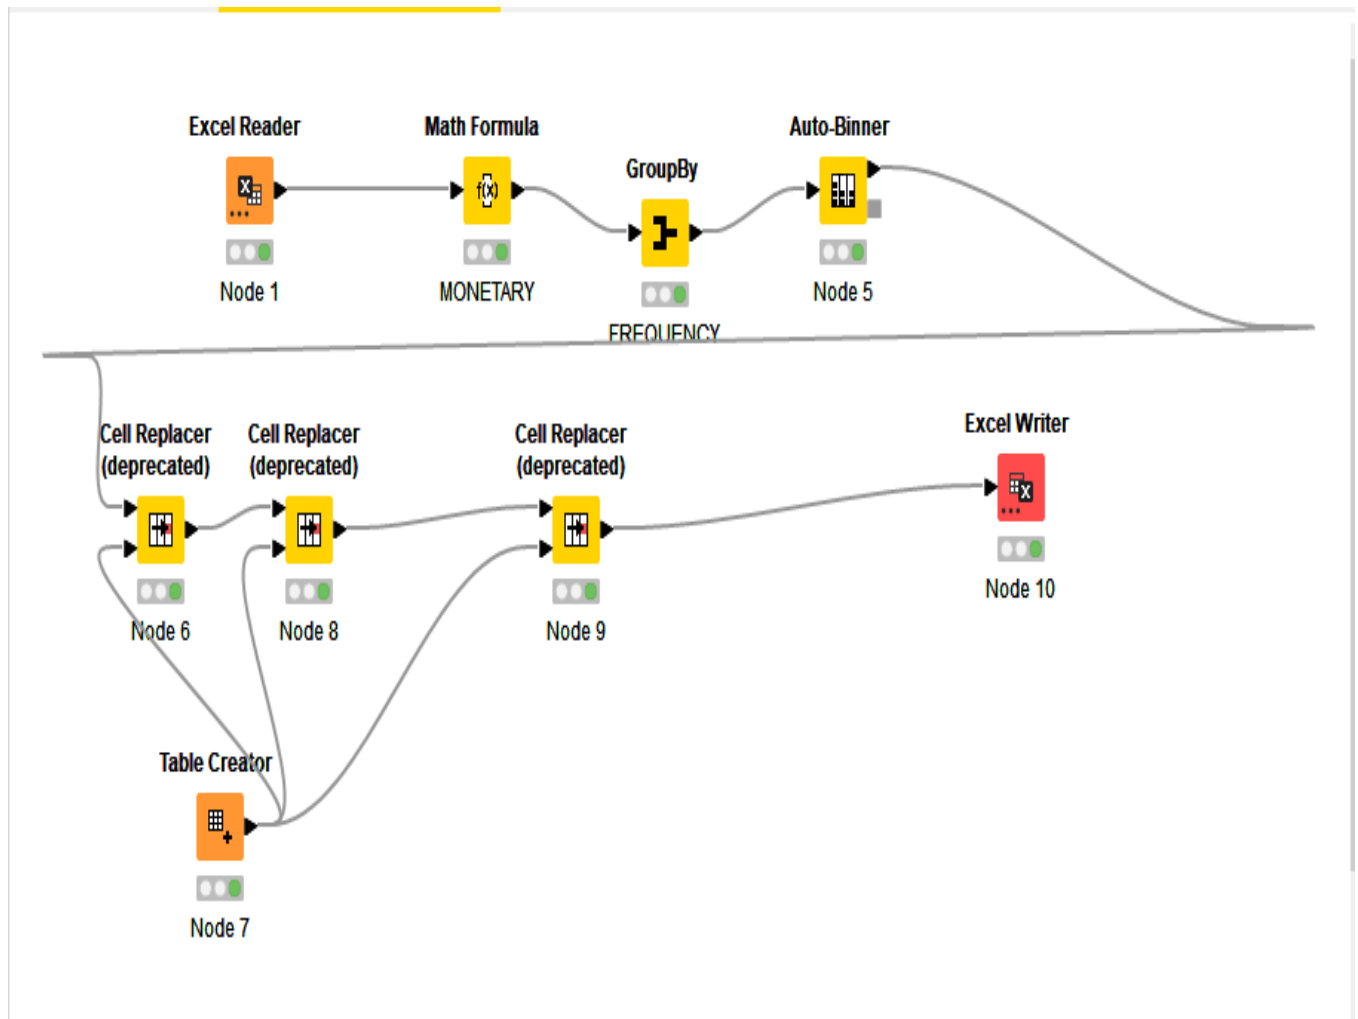 Excel Reader
Math Formula
GroupBy
Auto-Binner
f(x)
Node 1
MONETARY
FREQUENCY
Node 5
Cell Replacer
(deprecated)
Cell Replacer
(deprecated)
Cell Replacer
(deprecated)
Excel Writer
Node 6
Node 8
Node 9
Node 10
Table Creator
Node 7